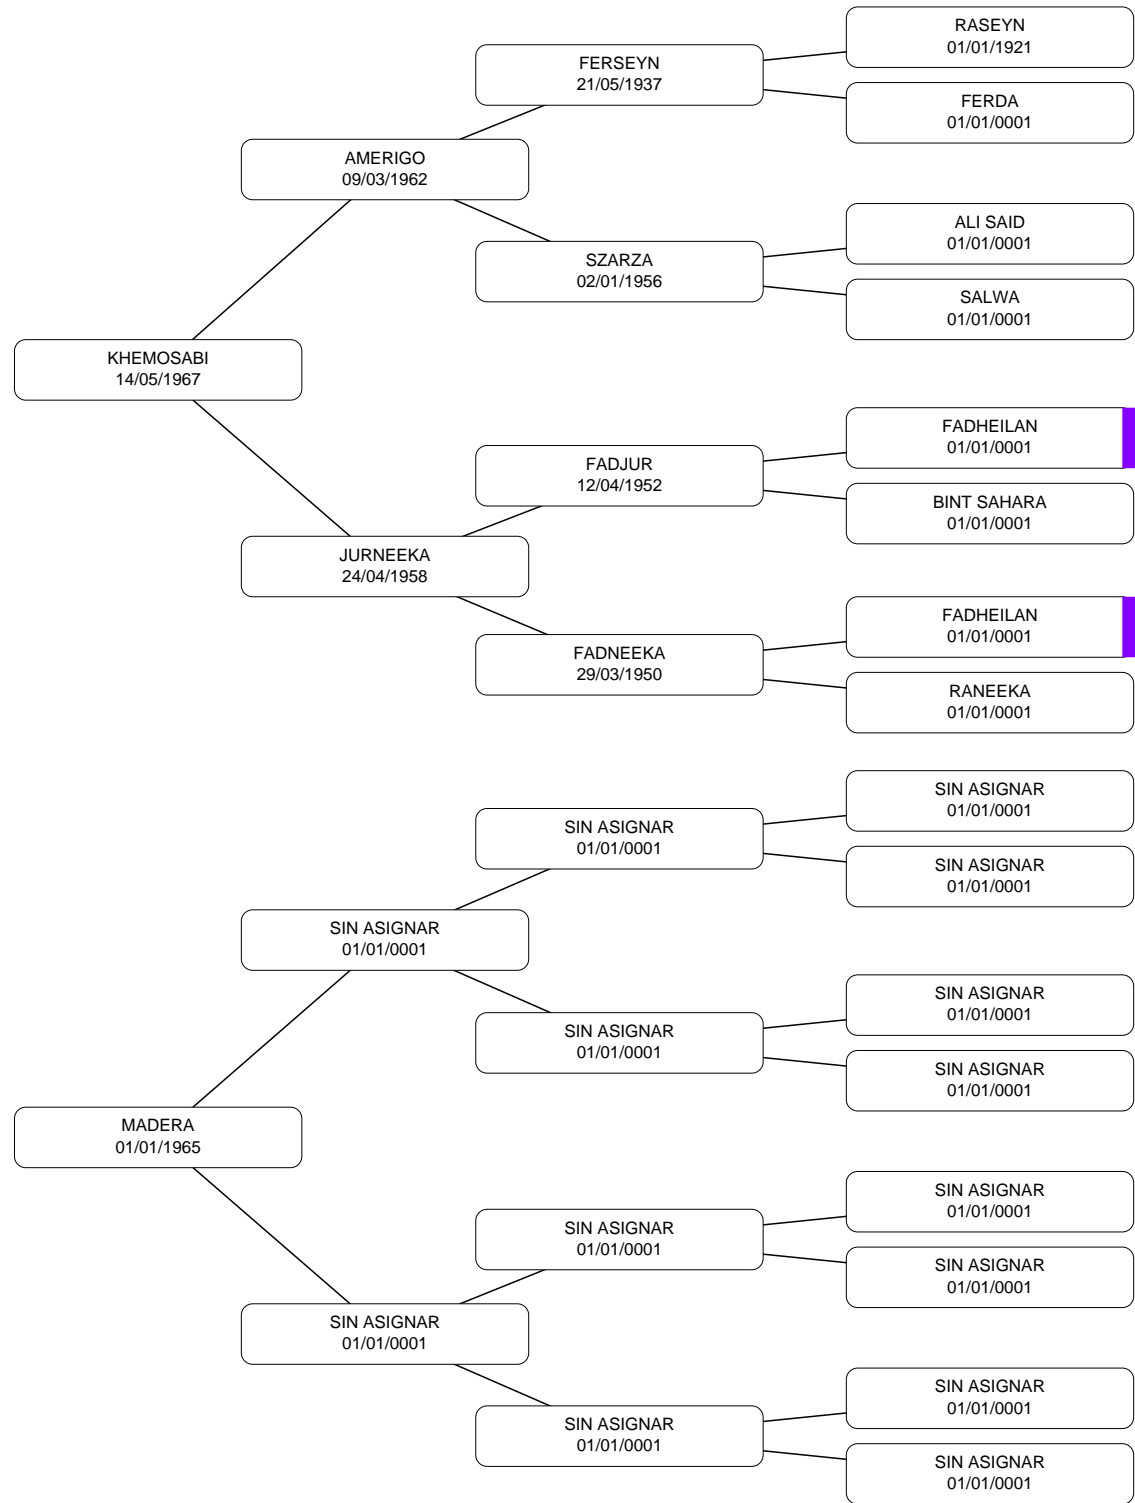 RASEYN
01/01/1921
FERSEYN
21/05/1937
FERDA
01/01/0001
AMERIGO
09/03/1962
ALI SAID
01/01/0001
SZARZA
02/01/1956
SALWA
01/01/0001
KHEMOSABI
14/05/1967
FADHEILAN
01/01/0001
FADJUR
12/04/1952
BINT SAHARA
01/01/0001
JURNEEKA
24/04/1958
FADHEILAN
01/01/0001
FADNEEKA
29/03/1950
RANEEKA
01/01/0001
SIN ASIGNAR
01/01/0001
SIN ASIGNAR
01/01/0001
SIN ASIGNAR
01/01/0001
SIN ASIGNAR
01/01/0001
SIN ASIGNAR
01/01/0001
SIN ASIGNAR
01/01/0001
SIN ASIGNAR
01/01/0001
MADERA
01/01/1965
SIN ASIGNAR
01/01/0001
SIN ASIGNAR
01/01/0001
SIN ASIGNAR
01/01/0001
SIN ASIGNAR
01/01/0001
SIN ASIGNAR
01/01/0001
SIN ASIGNAR
01/01/0001
SIN ASIGNAR
01/01/0001